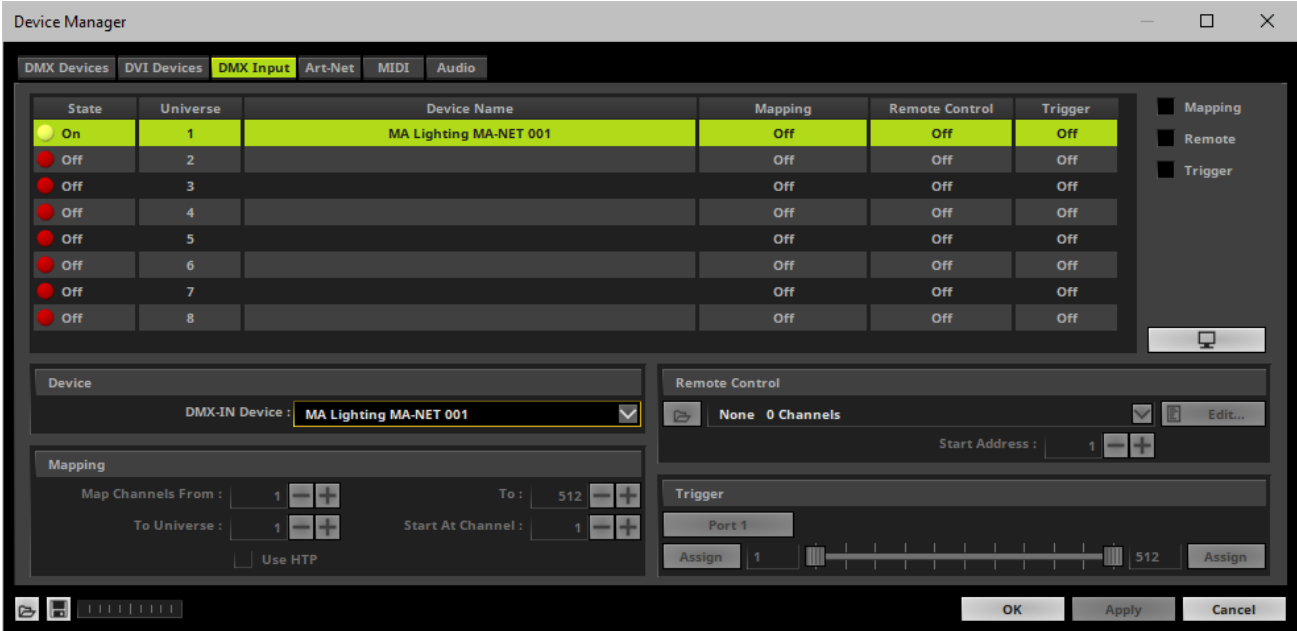 Device Manager
DMX Devices DVI Devices DMX Input Art-Net MIDI Audio
State Universe Device Name Mapping Remote Control Trigger
On 1 MA Lighting MA-NET 001 Off Off Off
Off 2 Off Off Off
Off 3 Off Off Off
Off 4 Off Off Off
Off 5 Off Off Off
Off 6 Off Off Off
Off 7 Off Off Off
Off 8 Off Off Off
Mapping
Remote
Trigger
Device
DMX-IN Device : MA Lighting MA-NET 001
Mapping
Map Channels From : 1 To : 512
To Universe : 1 Start At Channel : 1
Use HTP
Remote Control
None 0 Channels Edit...
Start Address : 1
Trigger
Port 1
Assign 1 512 Assign
OK Apply Cancel